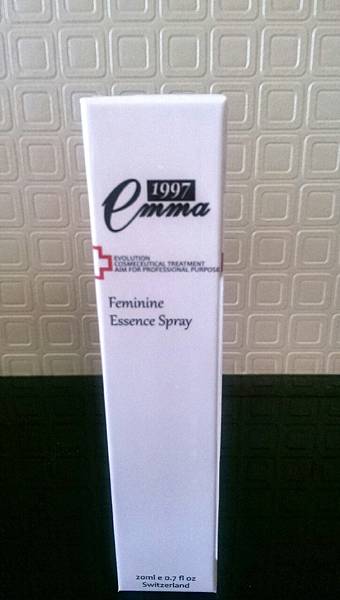 1997
emma
EVOLUTION
COSMECEUTICAL TREATMENT
AIM FOR PROFESSIONAL PURPOSE
Feminine
Essence Spray
20ml e 0.7 fl oz
Switzerland